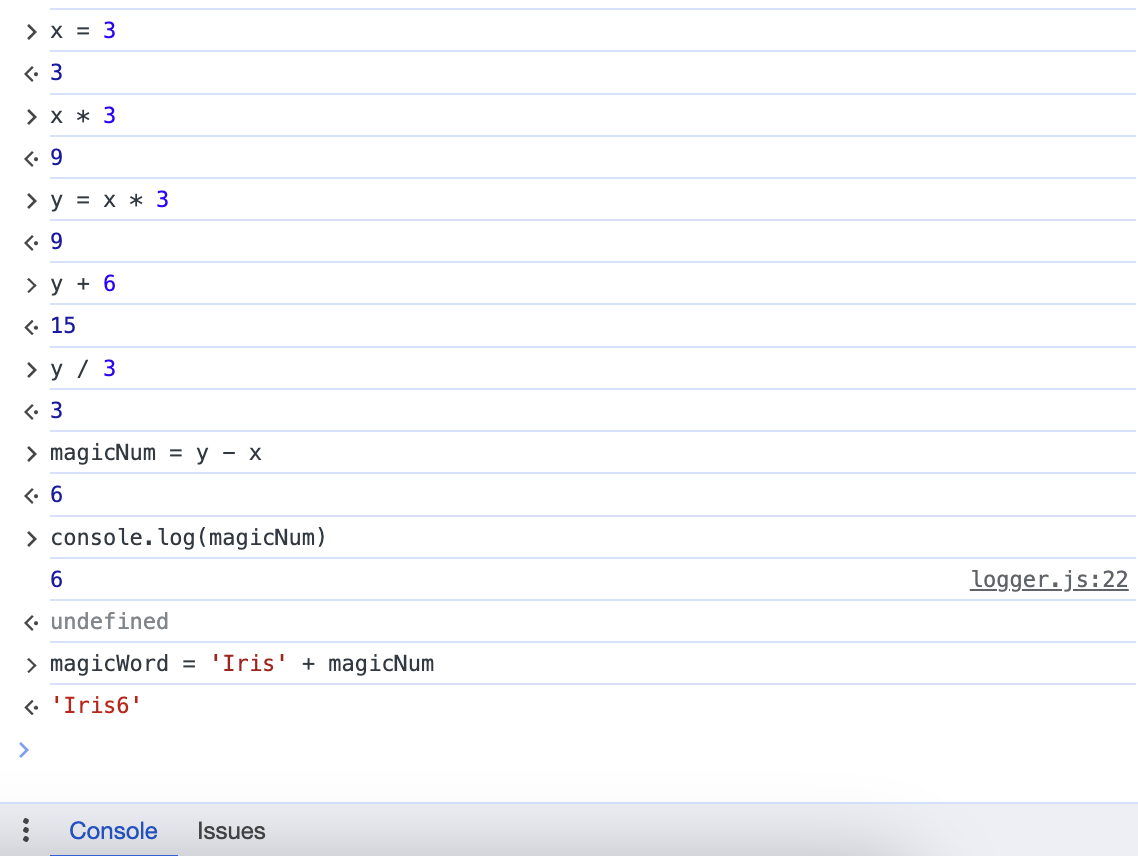 > x = 3
<· 3
> x * 3
<· 9
> y = x * 3
<· 9
> y + 6
<· 15
> y / 3
<· 3
> magicNum = y - x
<· 6
> console.log(magicNum)
6 logger.js:22
<· undefined
> magicWord = 'Iris' + magicNum
<· 'Iris6'
>
Console Issues